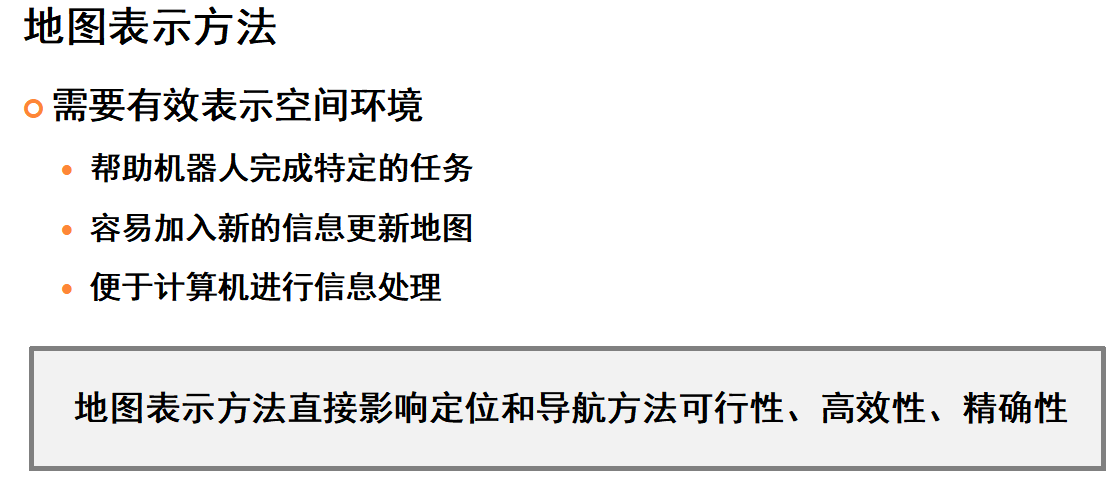 地图表示方法
需要有效表示空间环境
帮助机器人完成特定的任务
容易加入新的信息更新地图
便于计算机进行信息处理
地图表示方法直接影响定位和导航方法可行性、高效性、精确性